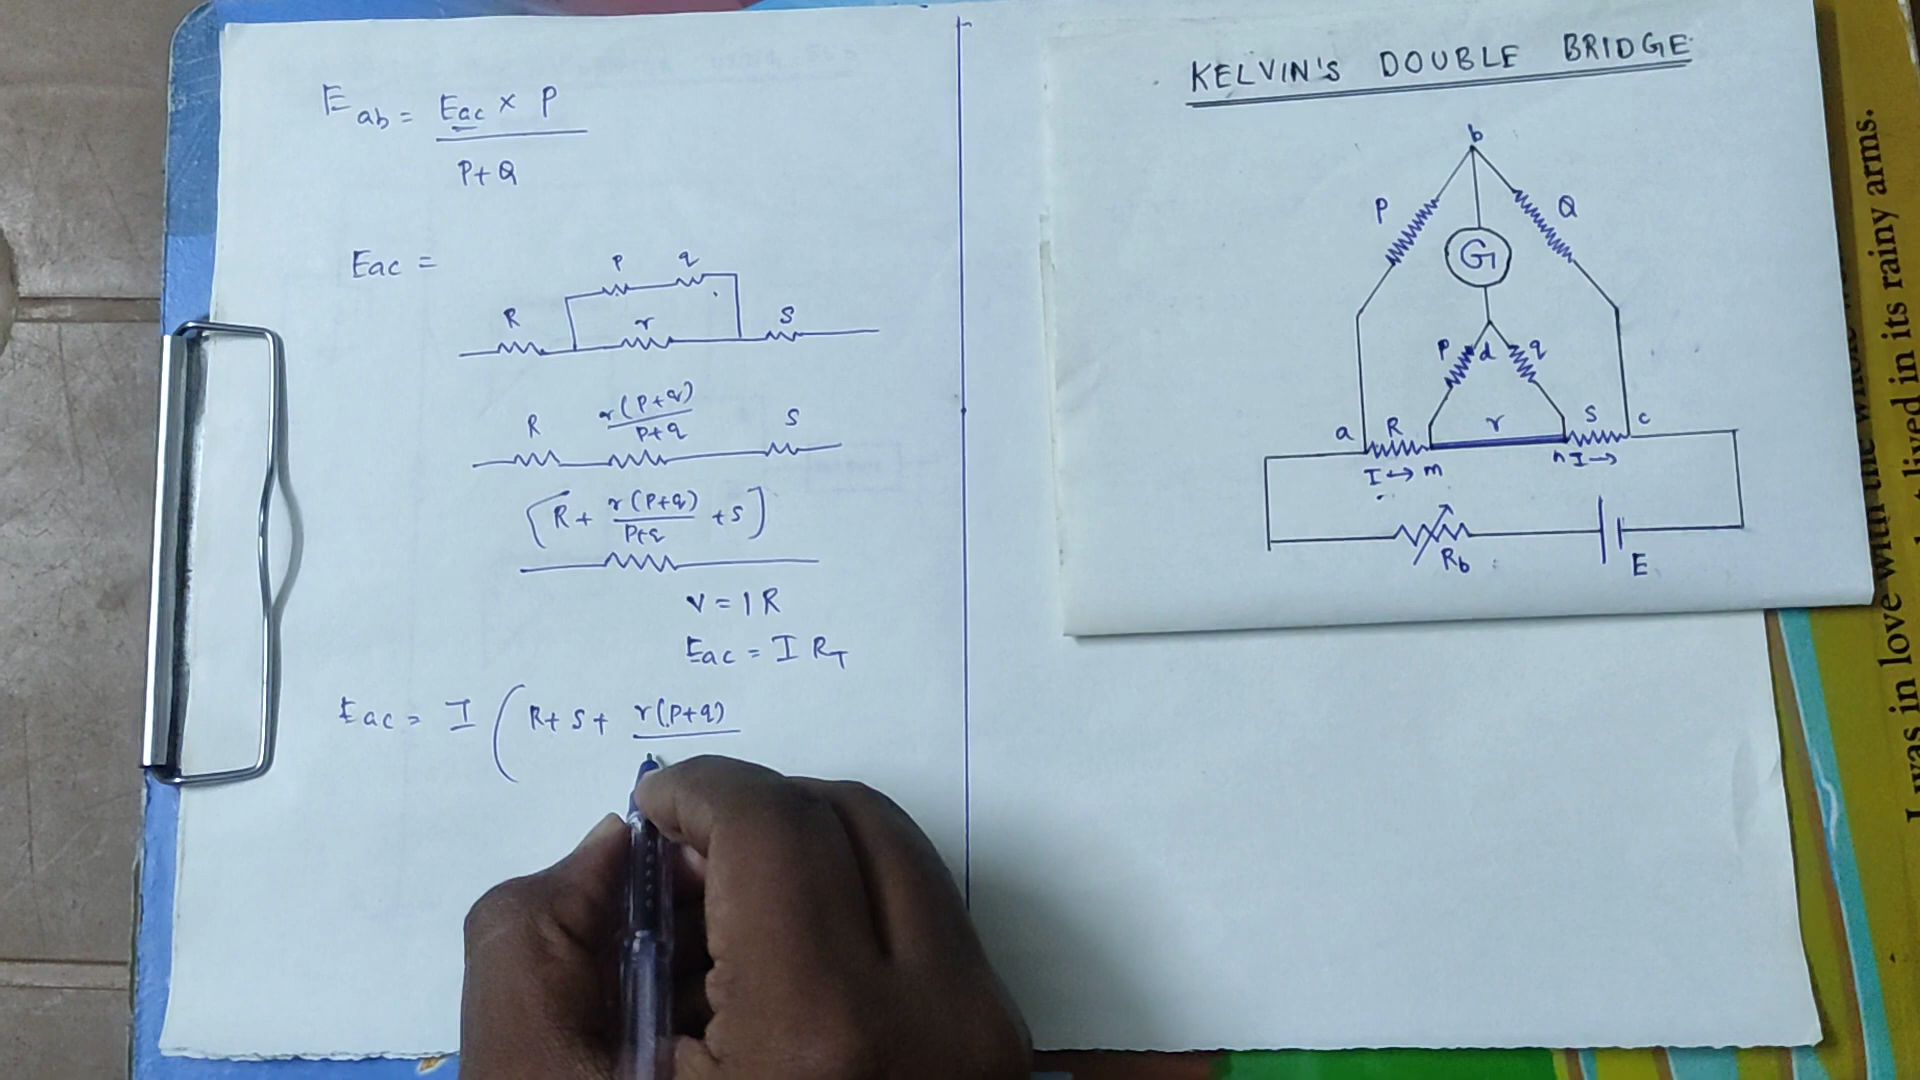 E ab = Eac × P
P+Q
Eac =
P q
R r S
R r(P+q) S
P+q
[R + r(P+q) + S]
P+q
V = IR
Eac = I RT
Eac = I ( R + S + r(P+q)
KELVIN'S DOUBLE BRIDGE
b
P Q
G
P d q
a R r S c
I → m n I →
Rb E
I was in love with the whole
lived in its rainy arms.